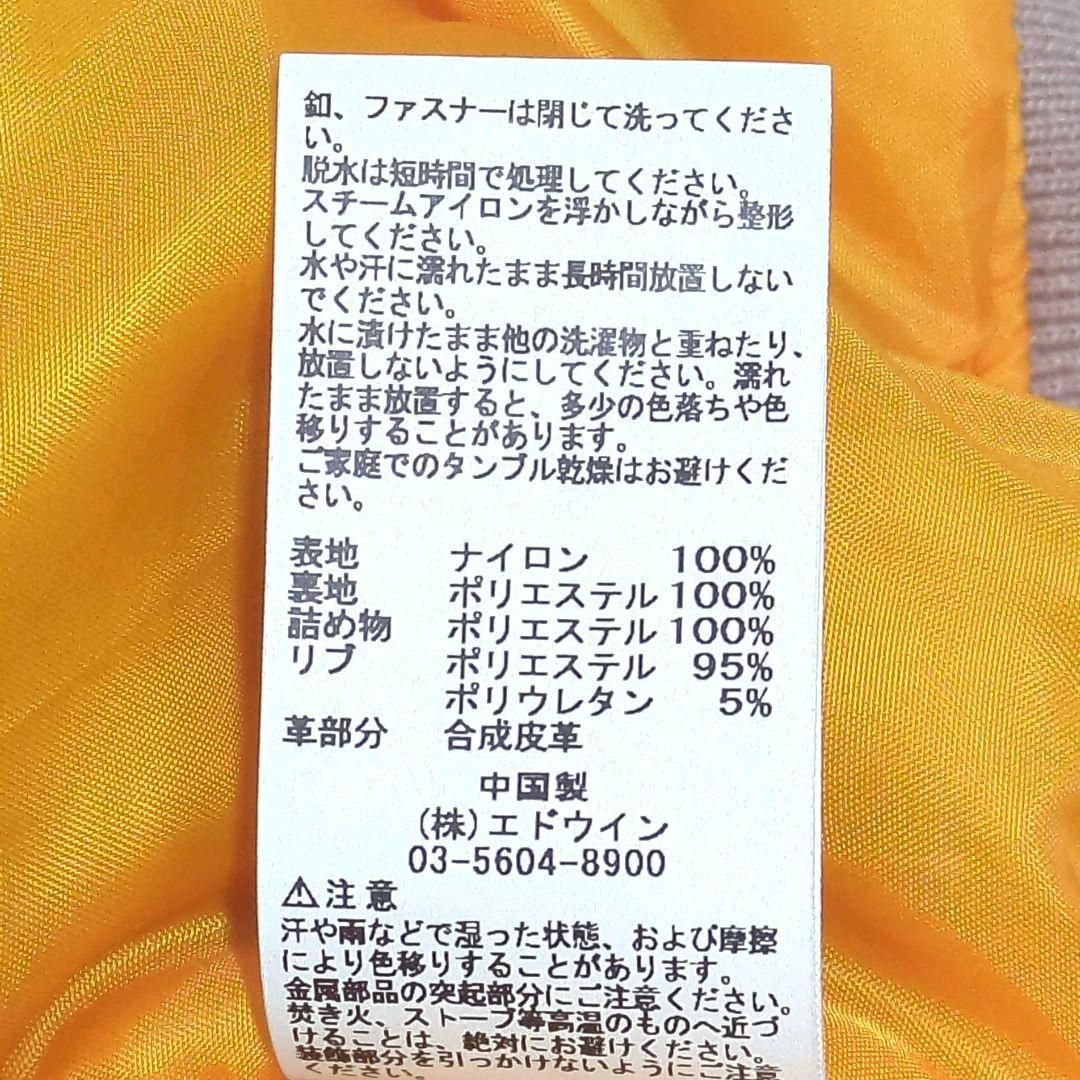 釦、ファスナーは閉じて洗ってくださ
い。
脱水は短時間で処理してください。
スチームアイロンを浮かしながら整形
してください。
水や汗に濡れたまま長時間放置しない
でください。
水に漬けたまま他の洗濯物と重ねたり、
放置しないようにしてください。濡れ
たまま放置すると、多少の色落ちや色
移りすることがあります。
ご家庭でのタンブル乾燥はお避けくだ
さい。
表地 ナイロン 100%
裏地 ポリエステル 100%
詰め物 ポリエステル 100%
リブ ポリエステル 95%
ポリウレタン 5%
革部分 合成皮革
中国製
(株)エドウイン
03-5604-8900
⚠注意
汗や雨などで湿った状態、および摩擦
により色移りすることがあります。
金属部品の突起部分にご注意ください。
焚き火、ストーブ等高温のものへ近づ
けることは、絶対にお避けください。
装飾部分を引っかけないようにご注意
ください。